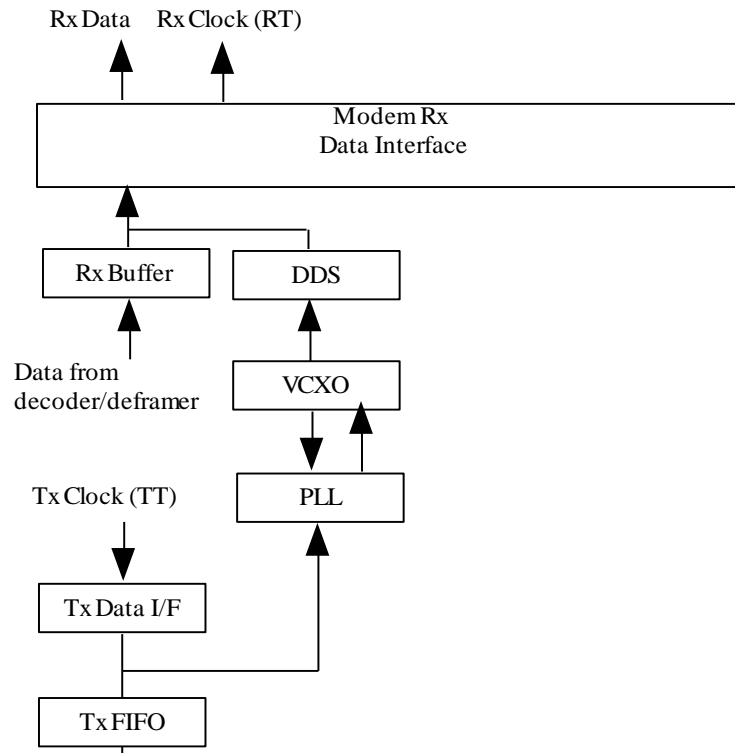 Rx Data Rx Clock (RT)
Modem Rx
Data Interface
Rx Buffer DDS
Data from
decoder/deframer
VCXO
Tx Clock (TT)
PLL
Tx Data I/F
Tx FIFO